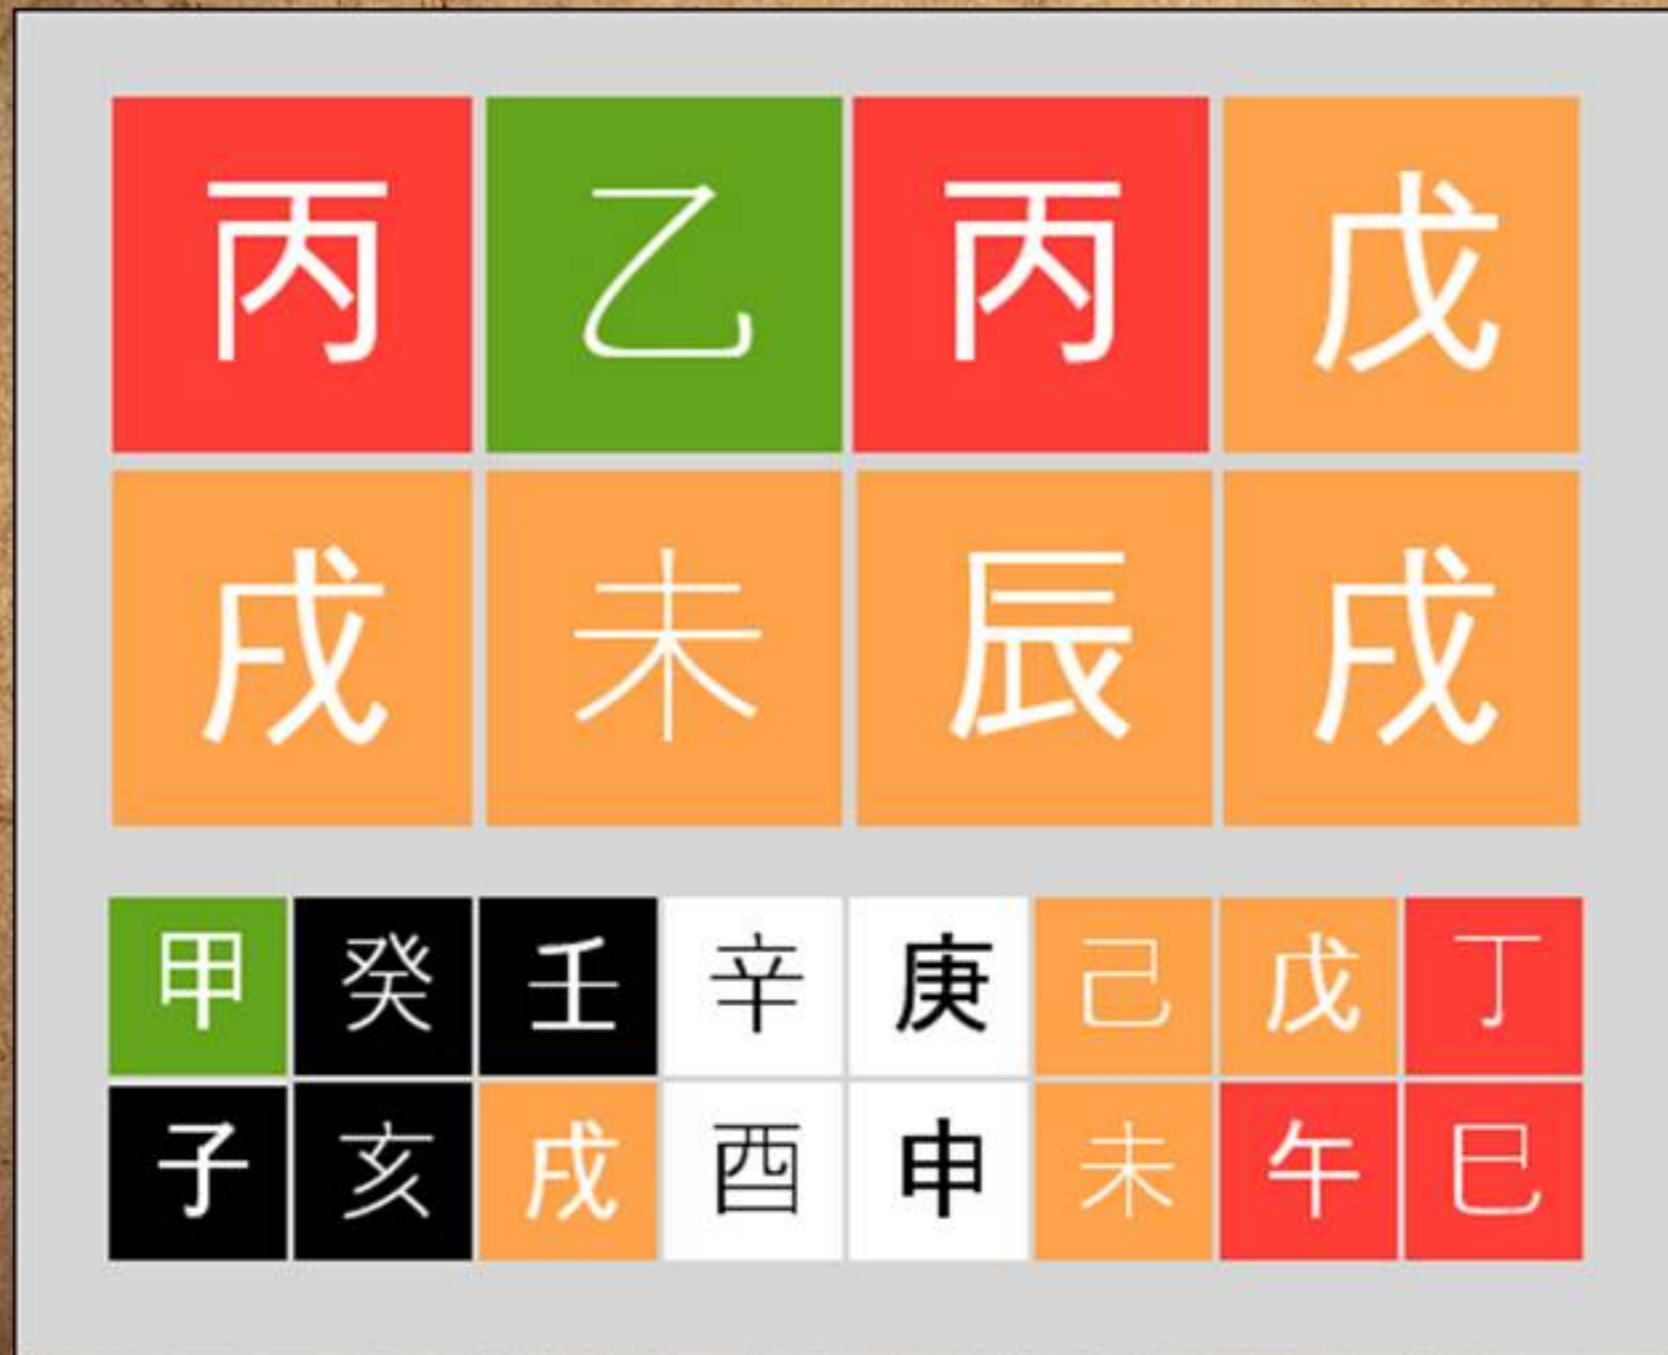 丙 乙 丙 戊
戌 未 辰 戌
甲 癸 壬 辛 庚 己 戊 丁
子 亥 戌 酉 申 未 午 巳